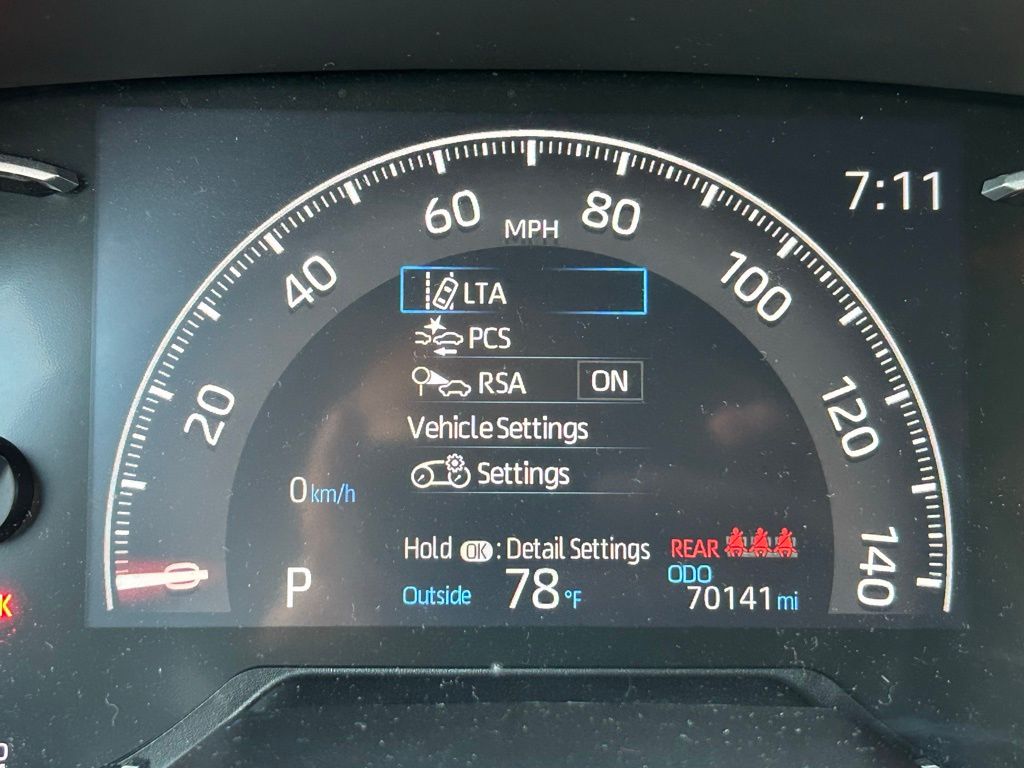 7:11
60
MPH
80
40
100
LTA
PCS
RSA ON
20
120
Vehicle Settings
Settings
0 km/h
Hold OK : Detail Settings
REAR
140
0
P
Outside 78 °F
ODO
70141 mi